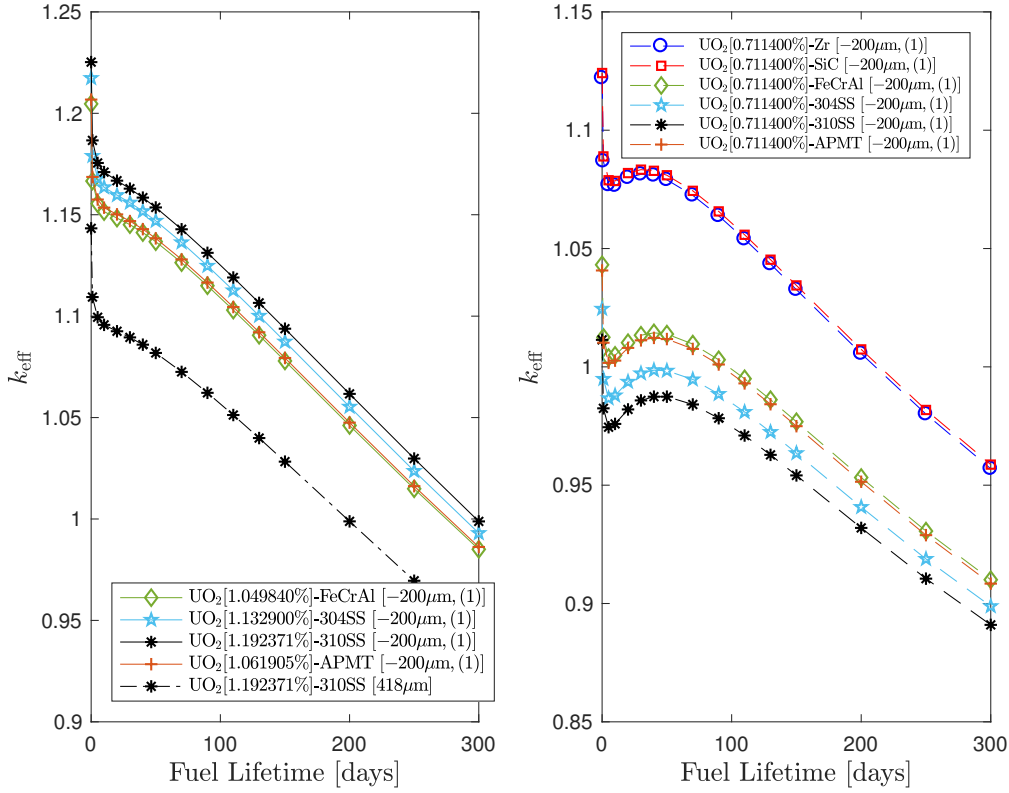 1.25
1.2
1.15
1.1
1.05
1
0.95
0.9
k_eff
0 100 200 300
Fuel Lifetime [days]
UO₂[1.049840%]-FeCrAl [−200μm, (1)]
UO₂[1.132900%]-304SS [−200μm, (1)]
UO₂[1.192371%]-310SS [−200μm, (1)]
UO₂[1.061905%]-APMT [−200μm, (1)]
UO₂[1.192371%]-310SS [418μm]
1.15
1.1
1.05
1
0.95
0.9
0.85
k_eff
0 100 200 300
Fuel Lifetime [days]
UO₂[0.711400%]-Zr [−200μm, (1)]
UO₂[0.711400%]-SiC [−200μm, (1)]
UO₂[0.711400%]-FeCrAl [−200μm, (1)]
UO₂[0.711400%]-304SS [−200μm, (1)]
UO₂[0.711400%]-310SS [−200μm, (1)]
UO₂[0.711400%]-APMT [−200μm, (1)]